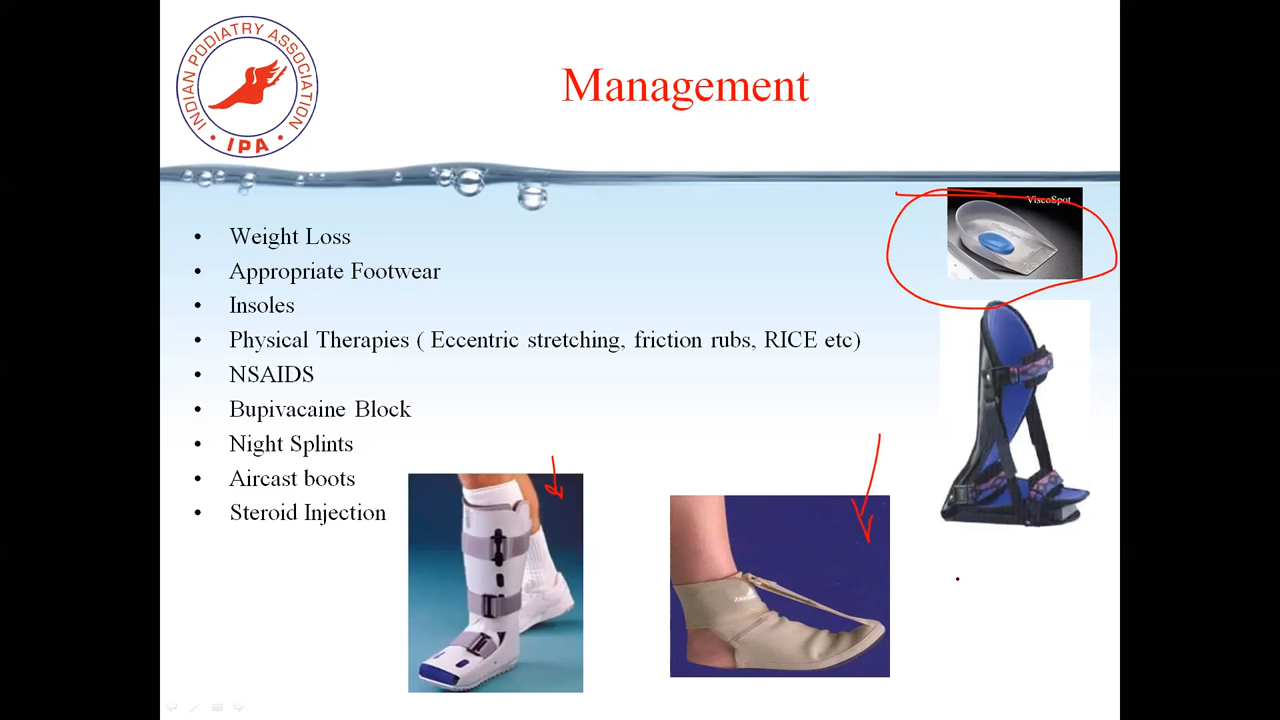 INDIAN PODIATRY ASSOCIATION
• IPA •
Management
ViscoSpot
• Weight Loss
• Appropriate Footwear
• Insoles
• Physical Therapies ( Eccentric stretching, friction rubs, RICE etc)
• NSAIDS
• Bupivacaine Block
• Night Splints
• Aircast boots
• Steroid Injection